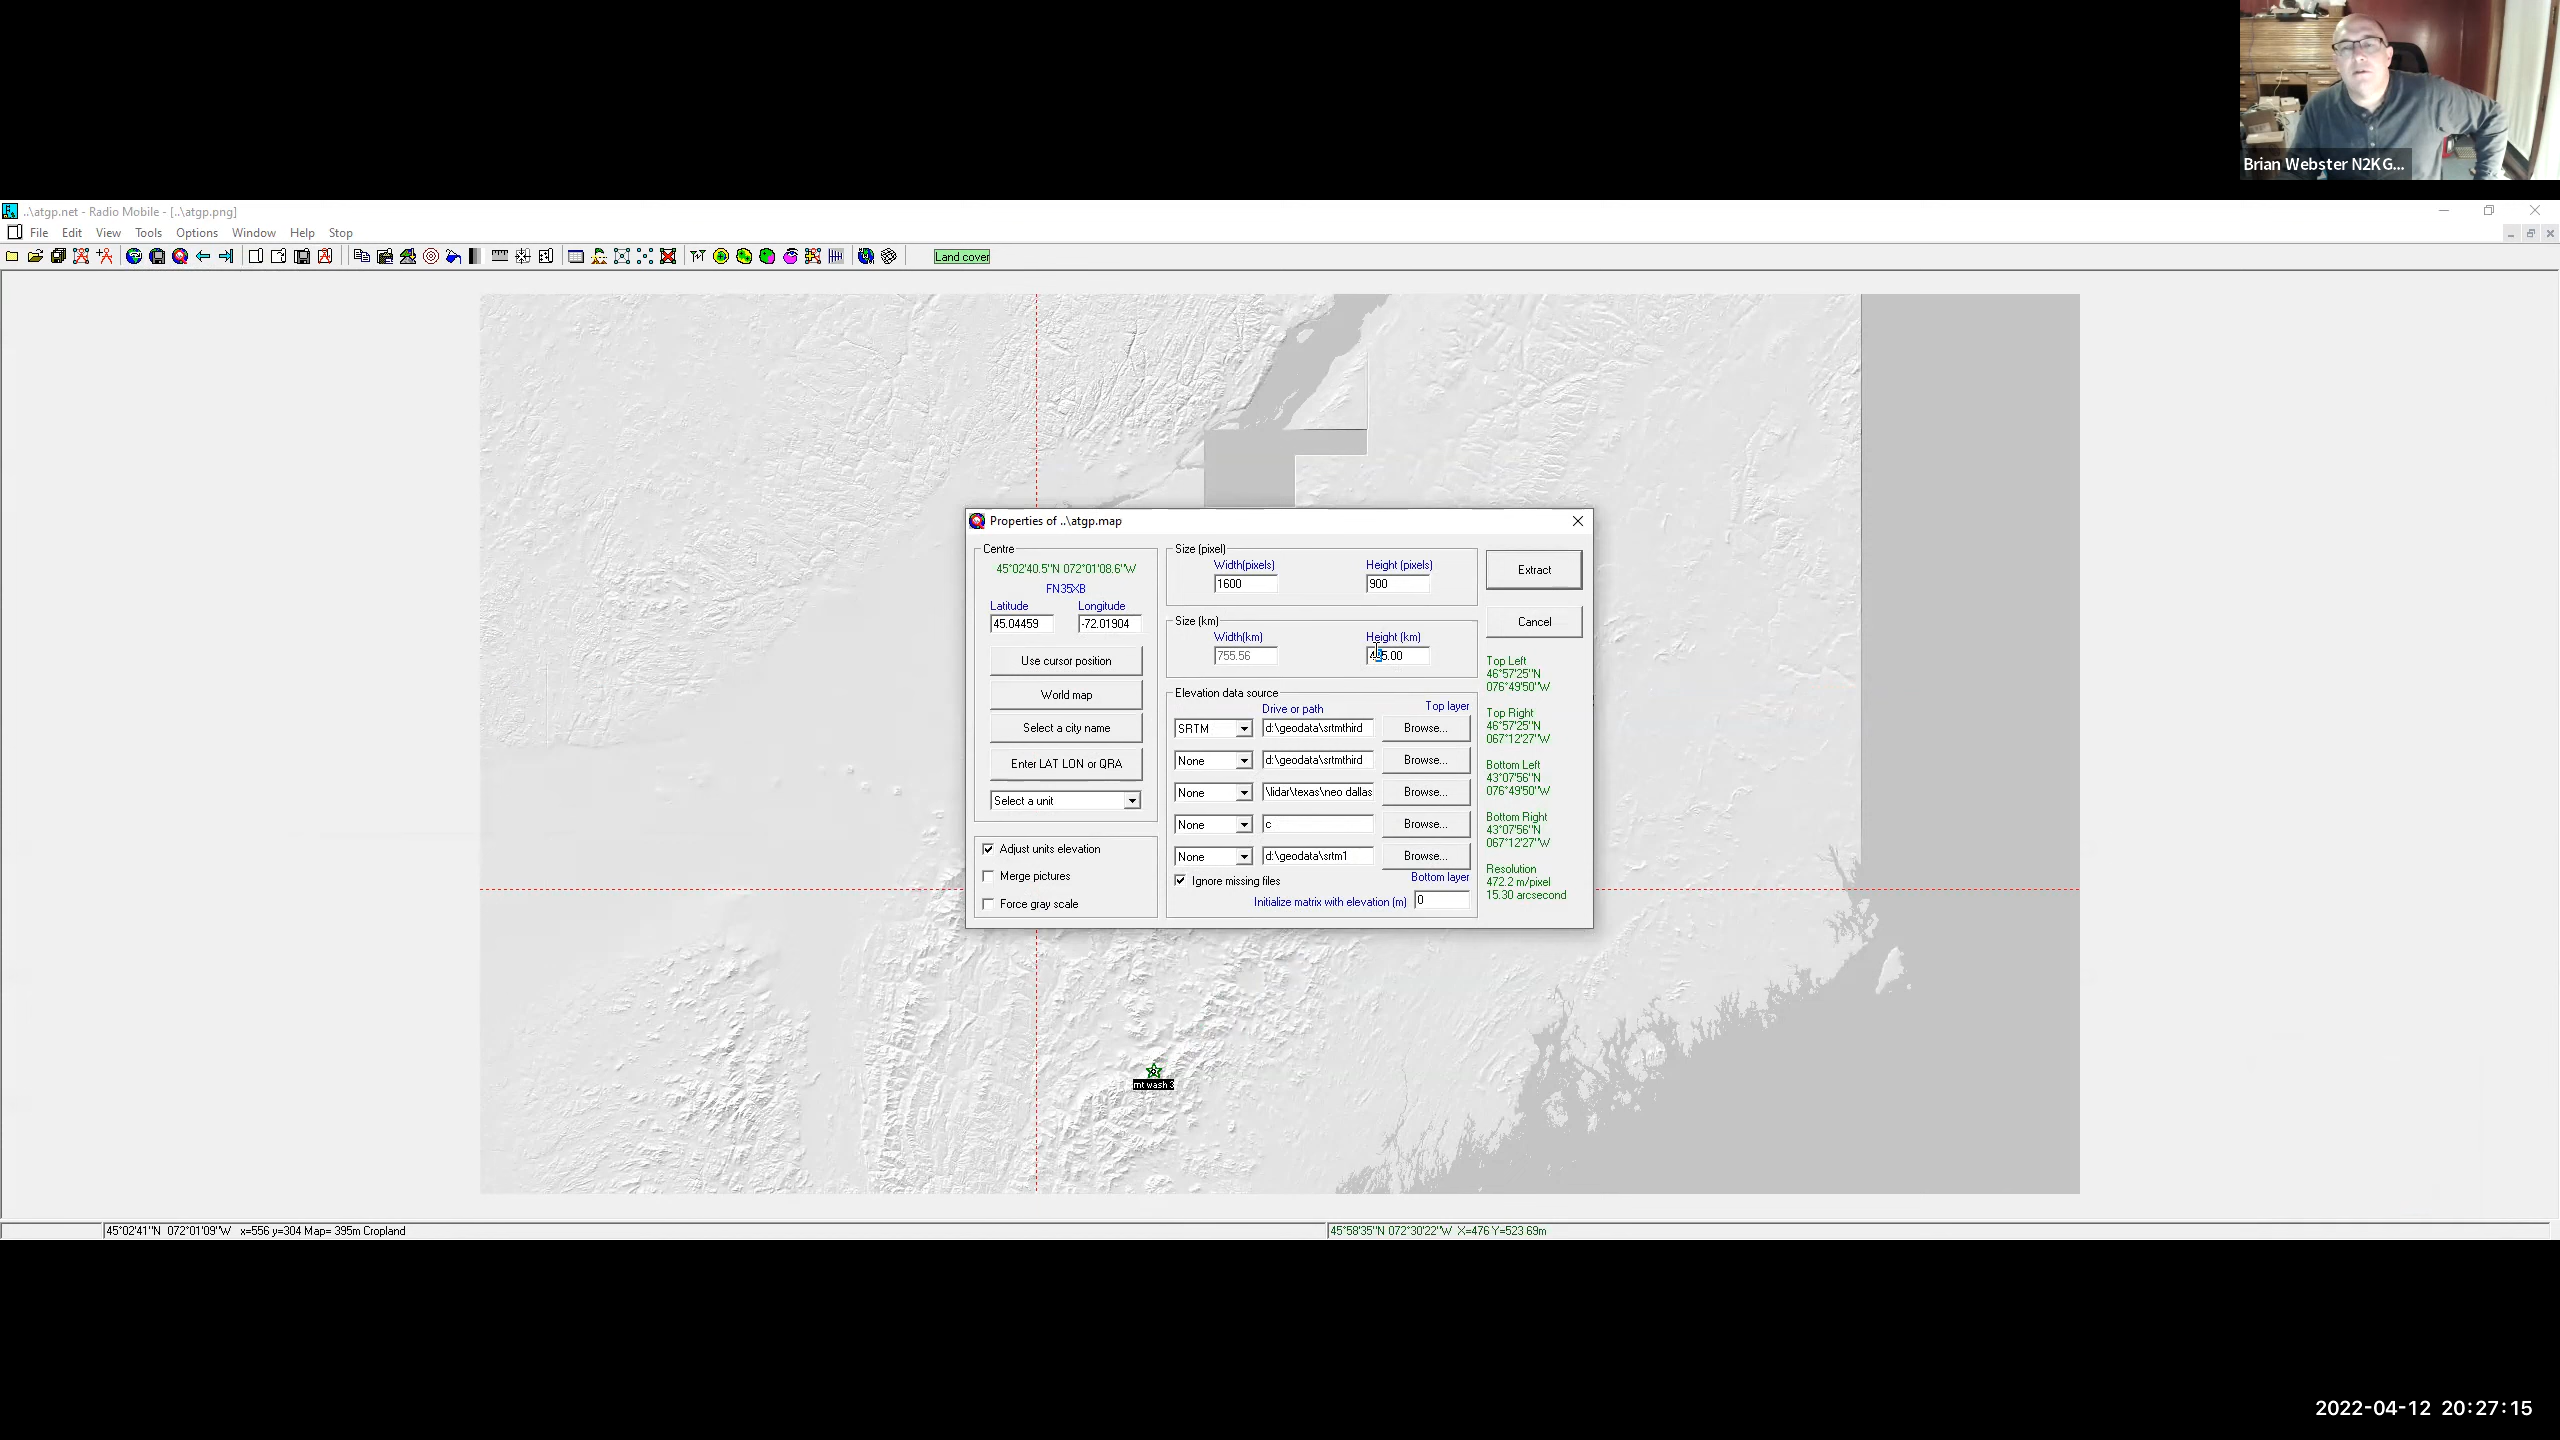 Brian Webster N2KG...
..\atgp.net - Radio Mobile - [..\atgp.png]
File Edit View Tools Options Window Help Stop
Land cover
Properties of ..\atgp.map
Centre
45°02'40.5''N 072°01'08.6''W
FN35XB
Latitude Longitude
45.04459 -72.01904
Use cursor position
World map
Select a city name
Enter LAT LON or QRA
Select a unit
Adjust units elevation
Merge pictures
Force gray scale
Size (pixel)
Width(pixels) Height (pixels)
1600 900
Size (km)
Width(km) Height (km)
755.56 425.00
Elevation data source
Drive or path Top layer
SRTM d:\geodata\srtmthird Browse...
None d:\geodata\srtmthird Browse...
None \lidar\texas\neo dallas Browse...
None c Browse...
None d:\geodata\srtm1 Browse...
Ignore missing files Bottom layer
Initialize matrix with elevation (m) 0
Extract
Cancel
Top Left
46°57'25''N
076°49'50''W
Top Right
46°57'25''N
067°12'27''W
Bottom Left
43°07'56''N
076°49'50''W
Bottom Right
43°07'56''N
067°12'27''W
Resolution
472.2 m/pixel
15.30 arcsecond
mt wash 3
45°02'41''N 072°01'09''W x=556 y=304 Map= 395m Cropland
45°58'35''N 072°30'22''W X=476 Y=523 69m
2022-04-12 20:27:15